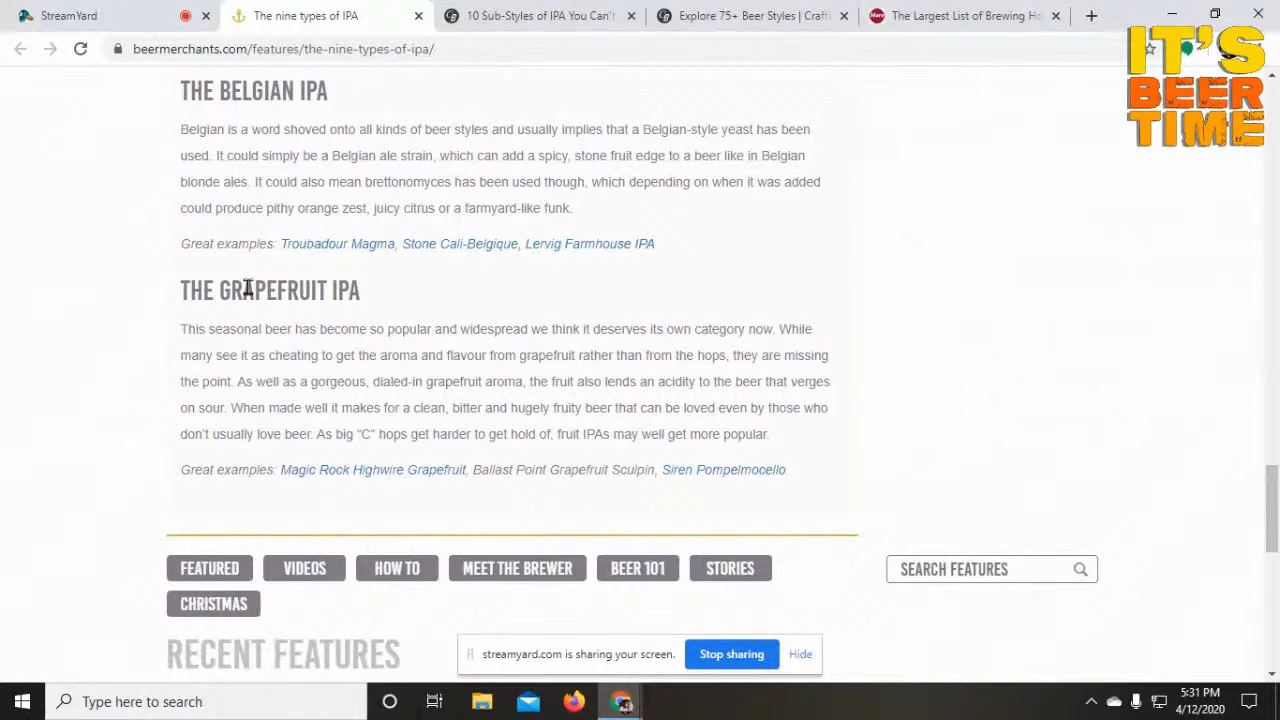 StreamYard
The nine types of IPA
10 Sub-Styles of IPA You Can't
Explore 75+ Beer Styles | Craft
More
The Largest List of Brewing Ho
beermerchants.com/features/the-nine-types-of-ipa/
IT'S
BEER
TIME
THE BELGIAN IPA
Belgian is a word shoved onto all kinds of beer styles and usually implies that a Belgian-style yeast has been
used. It could simply be a Belgian ale strain, which can add a spicy, stone fruit edge to a beer like in Belgian
blonde ales. It could also mean brettonomyces has been used though, which depending on when it was added
could produce pithy orange zest, juicy citrus or a farmyard-like funk.
Great examples: Troubadour Magma, Stone Cali-Belgique, Lervig Farmhouse IPA
THE GRAPEFRUIT IPA
This seasonal beer has become so popular and widespread we think it deserves its own category now. While
many see it as cheating to get the aroma and flavour from grapefruit rather than from the hops, they are missing
the point. As well as a gorgeous, dialed-in grapefruit aroma, the fruit also lends an acidity to the beer that verges
on sour. When made well it makes for a clean, bitter and hugely fruity beer that can be loved even by those who
don't usually love beer. As big “C” hops get harder to get hold of, fruit IPAs may well get more popular.
Great examples: Magic Rock Highwire Grapefruit, Ballast Point Grapefruit Sculpin, Siren Pompelmocello
FEATURED
VIDEOS
HOW TO
MEET THE BREWER
BEER 101
STORIES
SEARCH FEATURES
CHRISTMAS
RECENT FEATURES
streamyard.com is sharing your screen.
Stop sharing
Hide
Type here to search
5:31 PM
4/12/2020